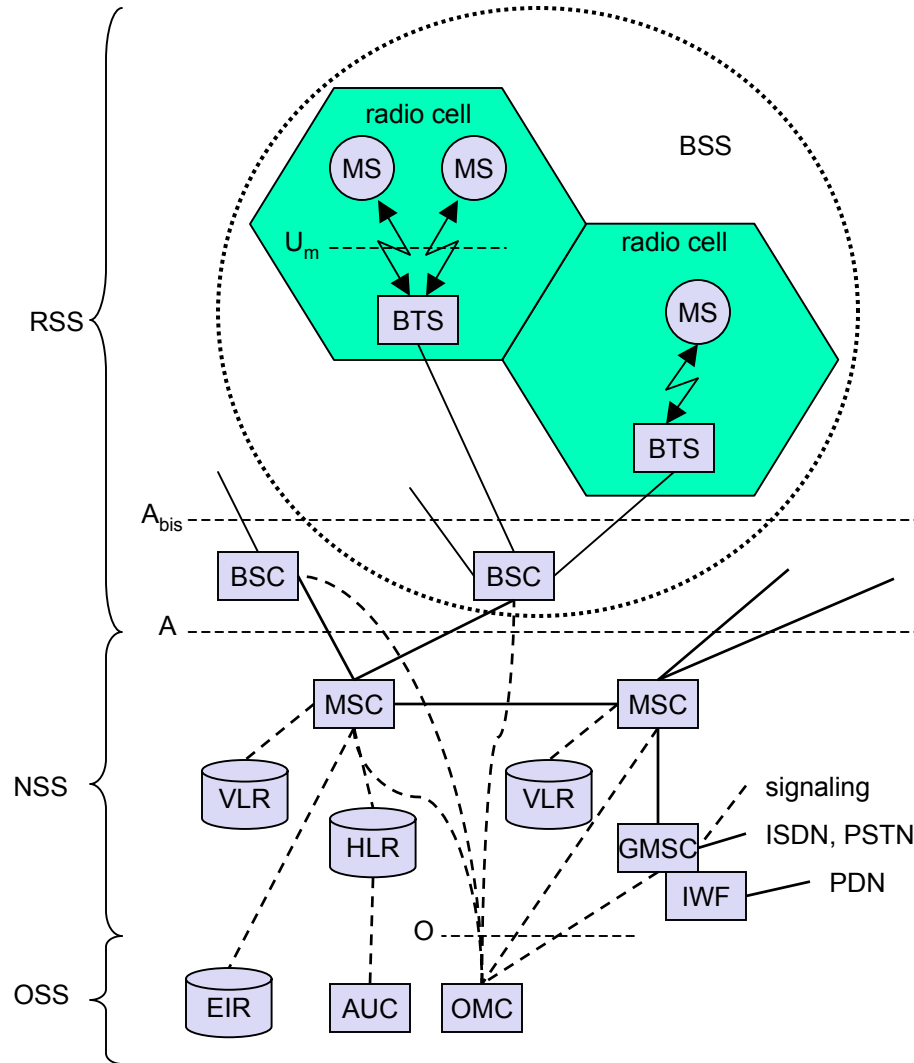 radio cell
BSS
MS
MS
radio cell
Um
RSS
BTS
MS
BTS
Abis
BSC
BSC
A
MSC
MSC
NSS
VLR
VLR
signaling
HLR
GMSC
ISDN, PSTN
IWF
PDN
O
OSS
EIR
AUC
OMC